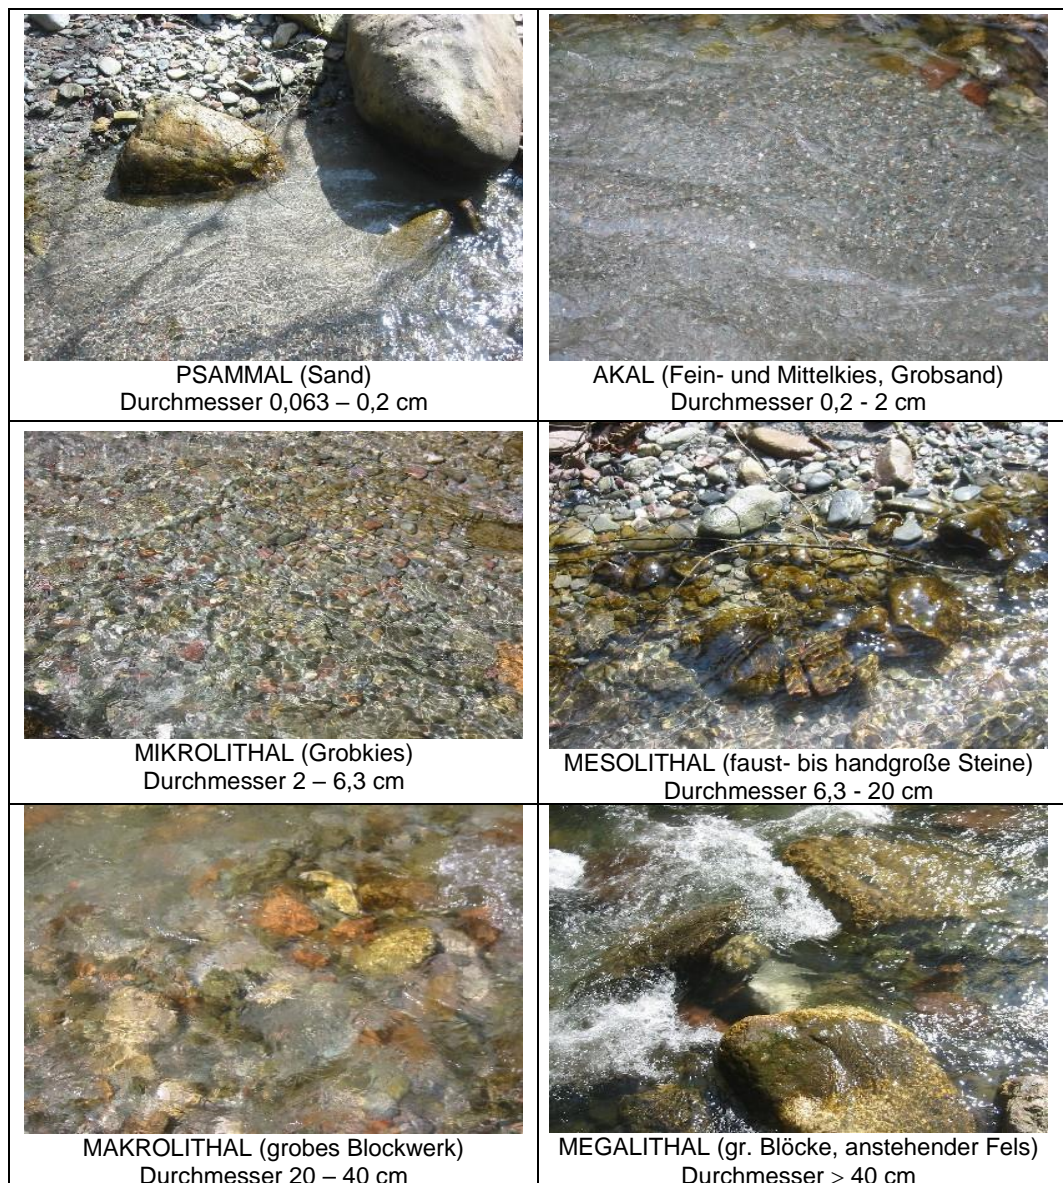 PSAMMAL (Sand)
Durchmesser 0,063 – 0,2 cm
AKAL (Fein- und Mittelkies, Grobsand)
Durchmesser 0,2 - 2 cm
MIKROLITHAL (Grobkies)
Durchmesser 2 – 6,3 cm
MESOLITHAL (faust- bis handgroße Steine)
Durchmesser 6,3 - 20 cm
MAKROLITHAL (grobes Blockwerk)
Durchmesser 20 – 40 cm
MEGALITHAL (gr. Blöcke, anstehender Fels)
Durchmesser > 40 cm